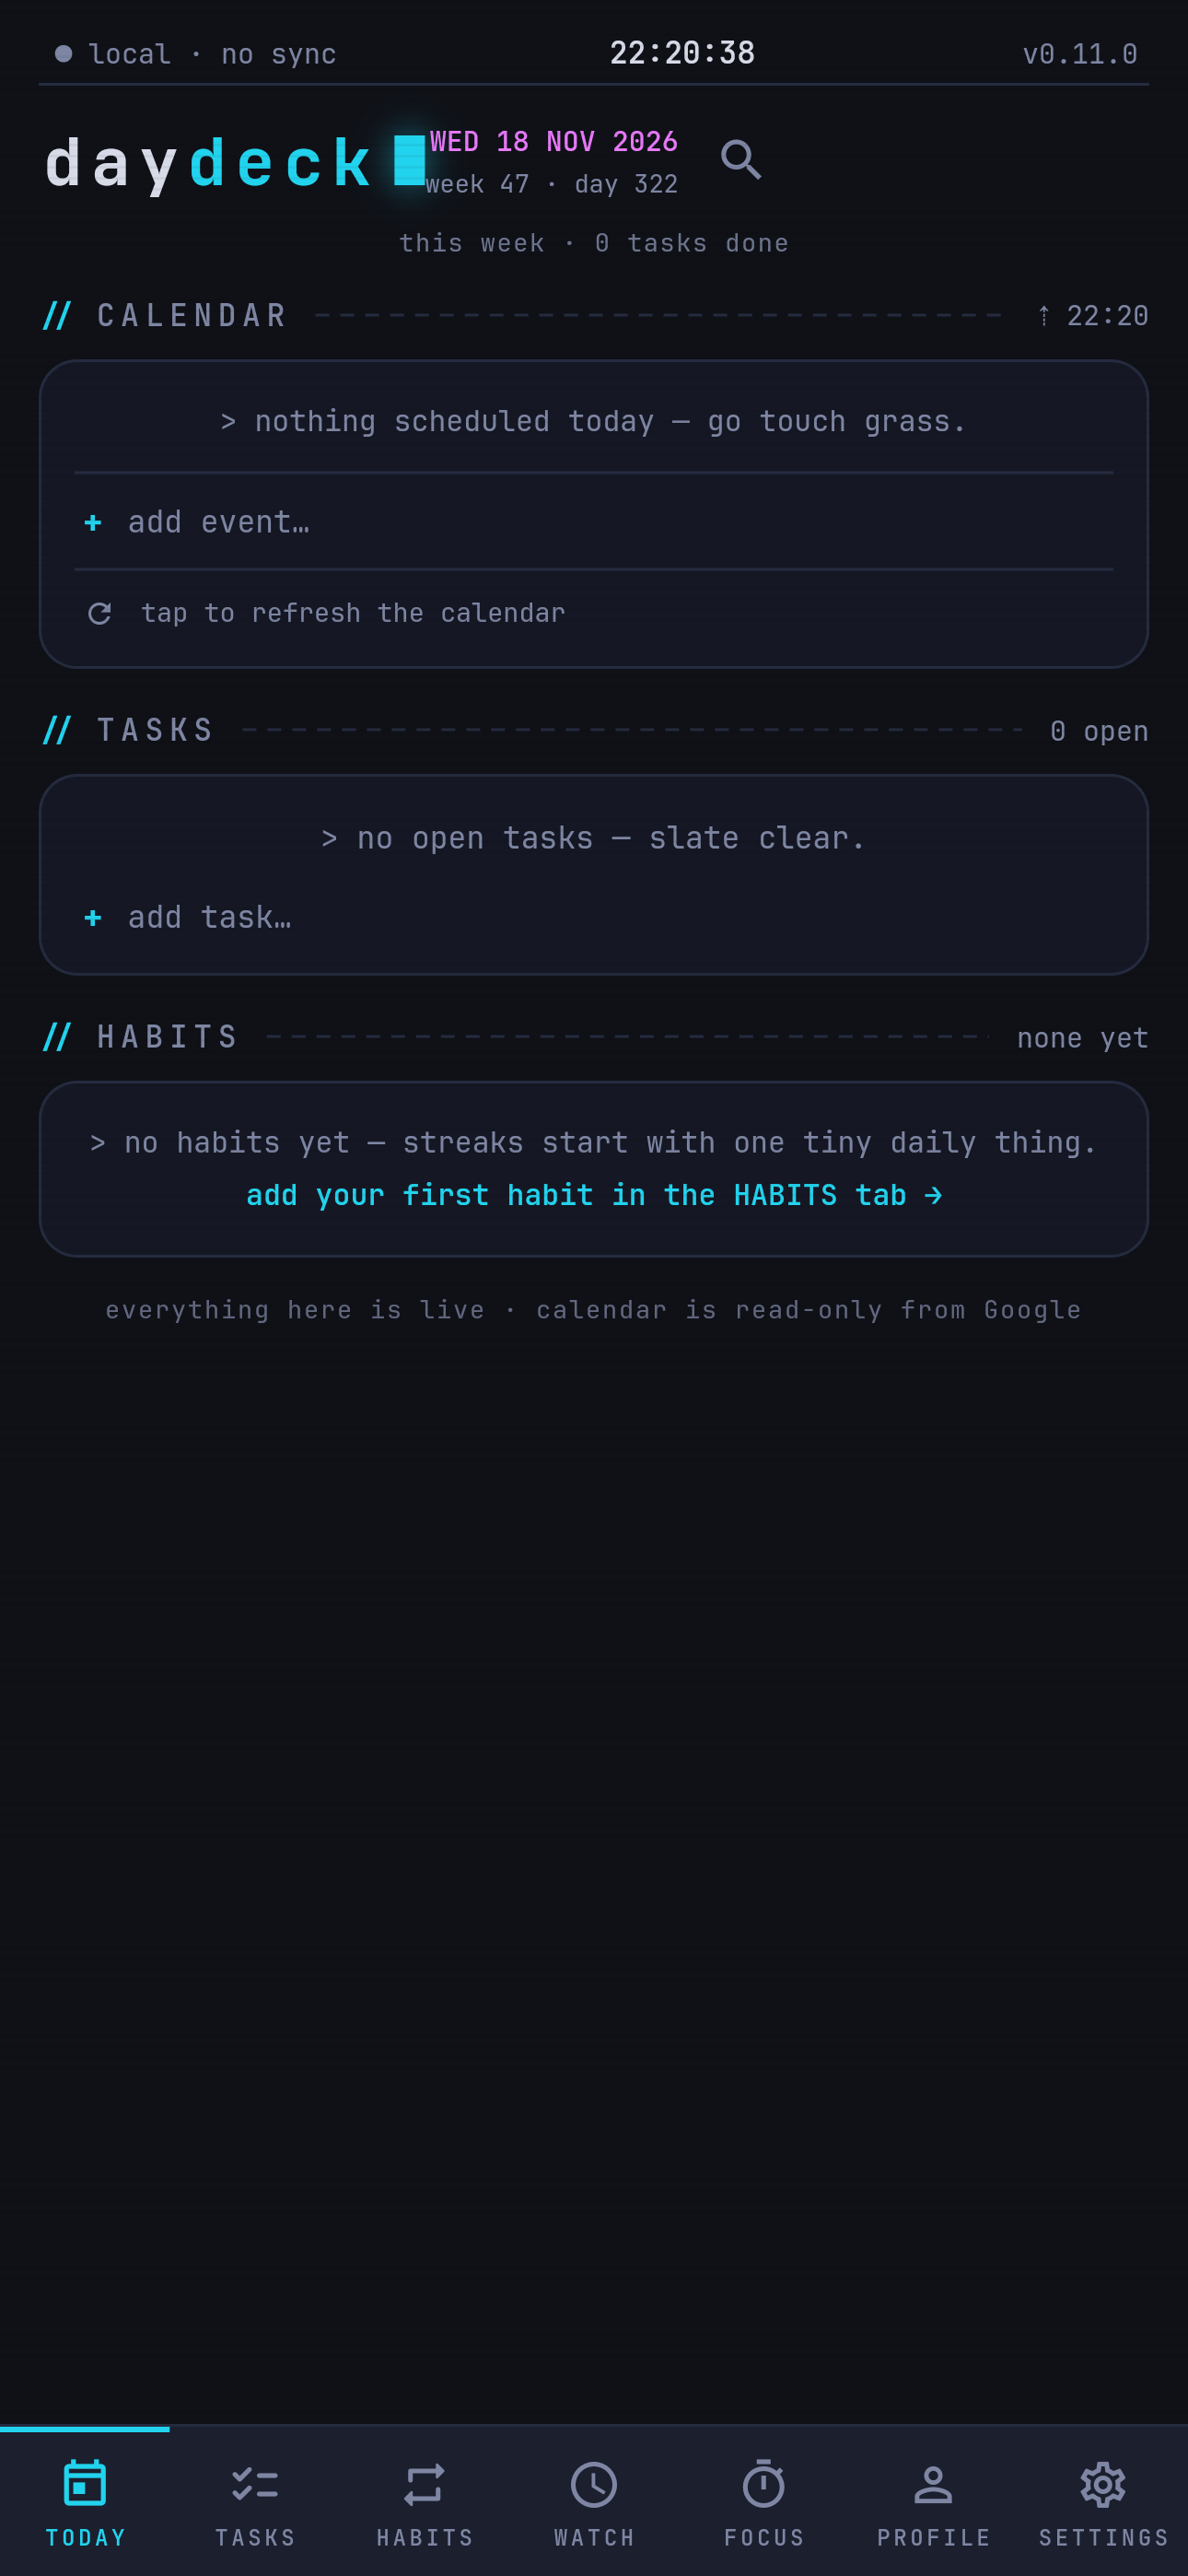 local · no sync 22:20:38 v0.11.0
daydeck WED 18 NOV 2026
week 47 · day 322
this week · 0 tasks done
// CALENDAR ⇡ 22:20
> nothing scheduled today — go touch grass.
+ add event…
tap to refresh the calendar
// TASKS 0 open
> no open tasks — slate clear.
+ add task…
// HABITS none yet
> no habits yet — streaks start with one tiny daily thing.
add your first habit in the HABITS tab →
everything here is live · calendar is read-only from Google
TODAY TASKS HABITS WATCH FOCUS PROFILE SETTINGS